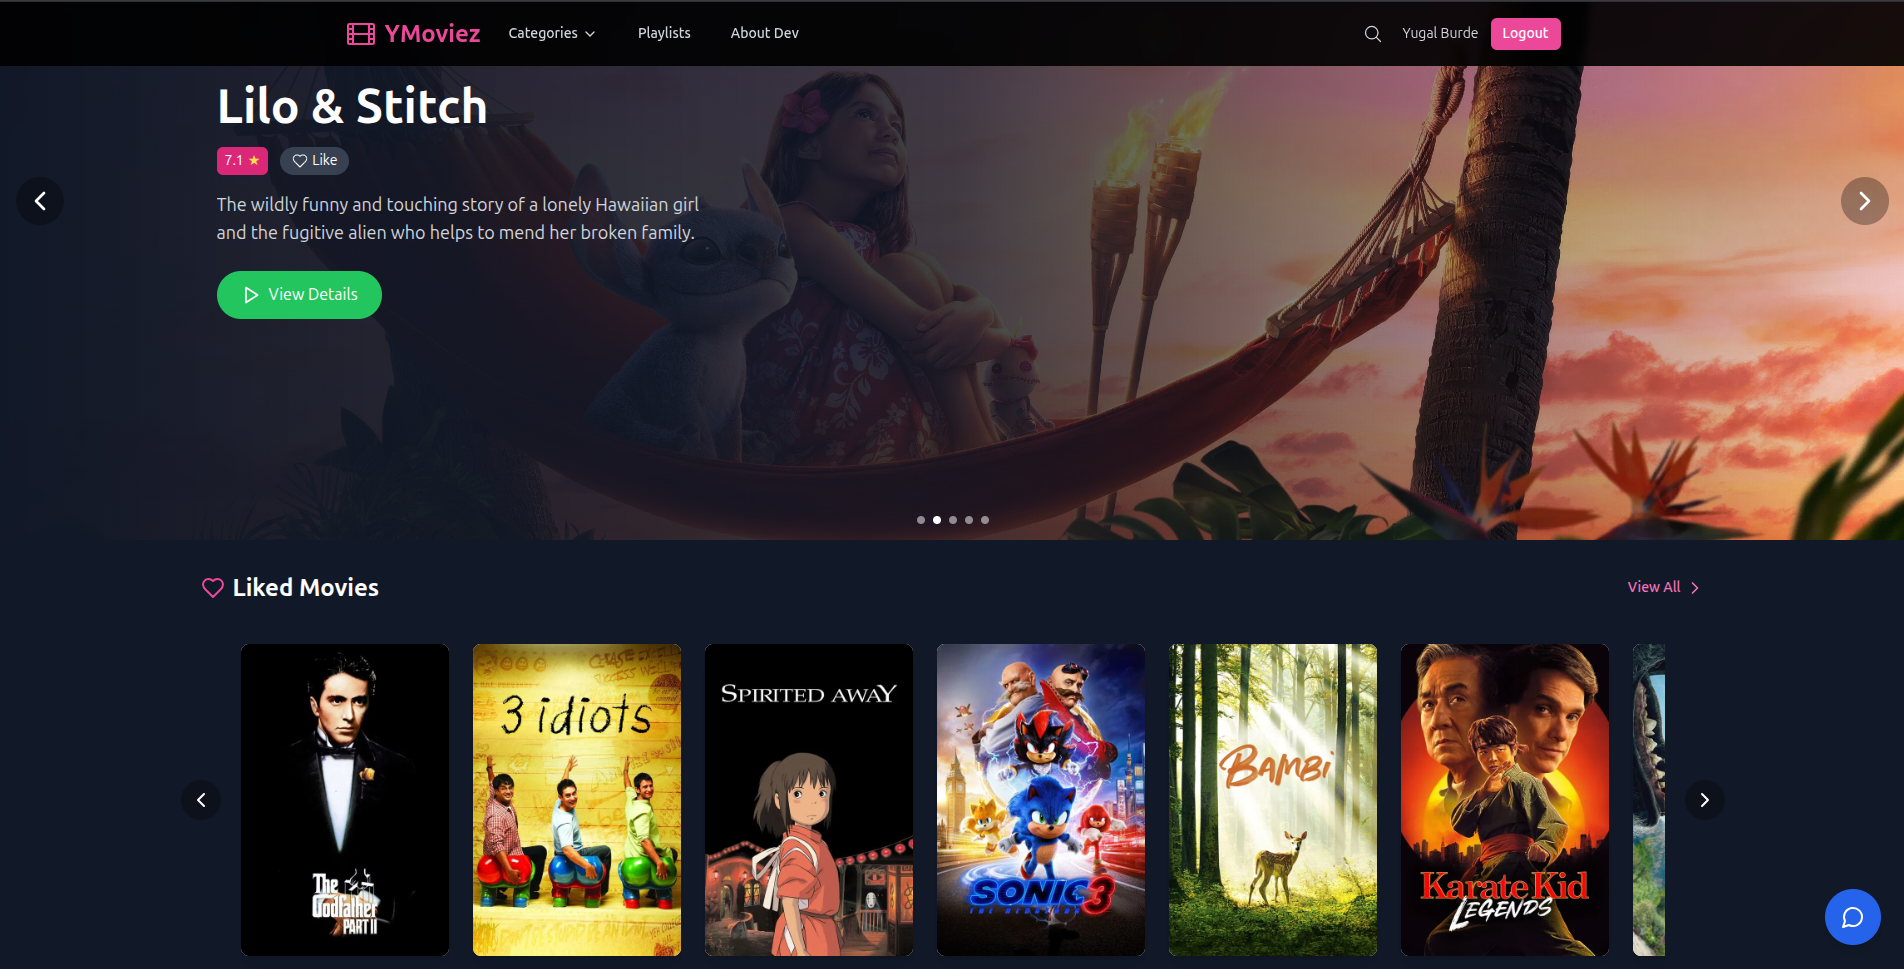 YMoviez
Categories
Playlists
About Dev
Yugal Burde
Logout
Lilo & Stitch
7.1 ★
Like
The wildly funny and touching story of a lonely Hawaiian girl
and the fugitive alien who helps to mend her broken family.
View Details
Liked Movies
View All
The
Godfather
PART II
3 idiots
SPIRITED AWAY
SONIC 3
THE HEDGEHOG
BAMBI
Karate Kid
LEGENDS